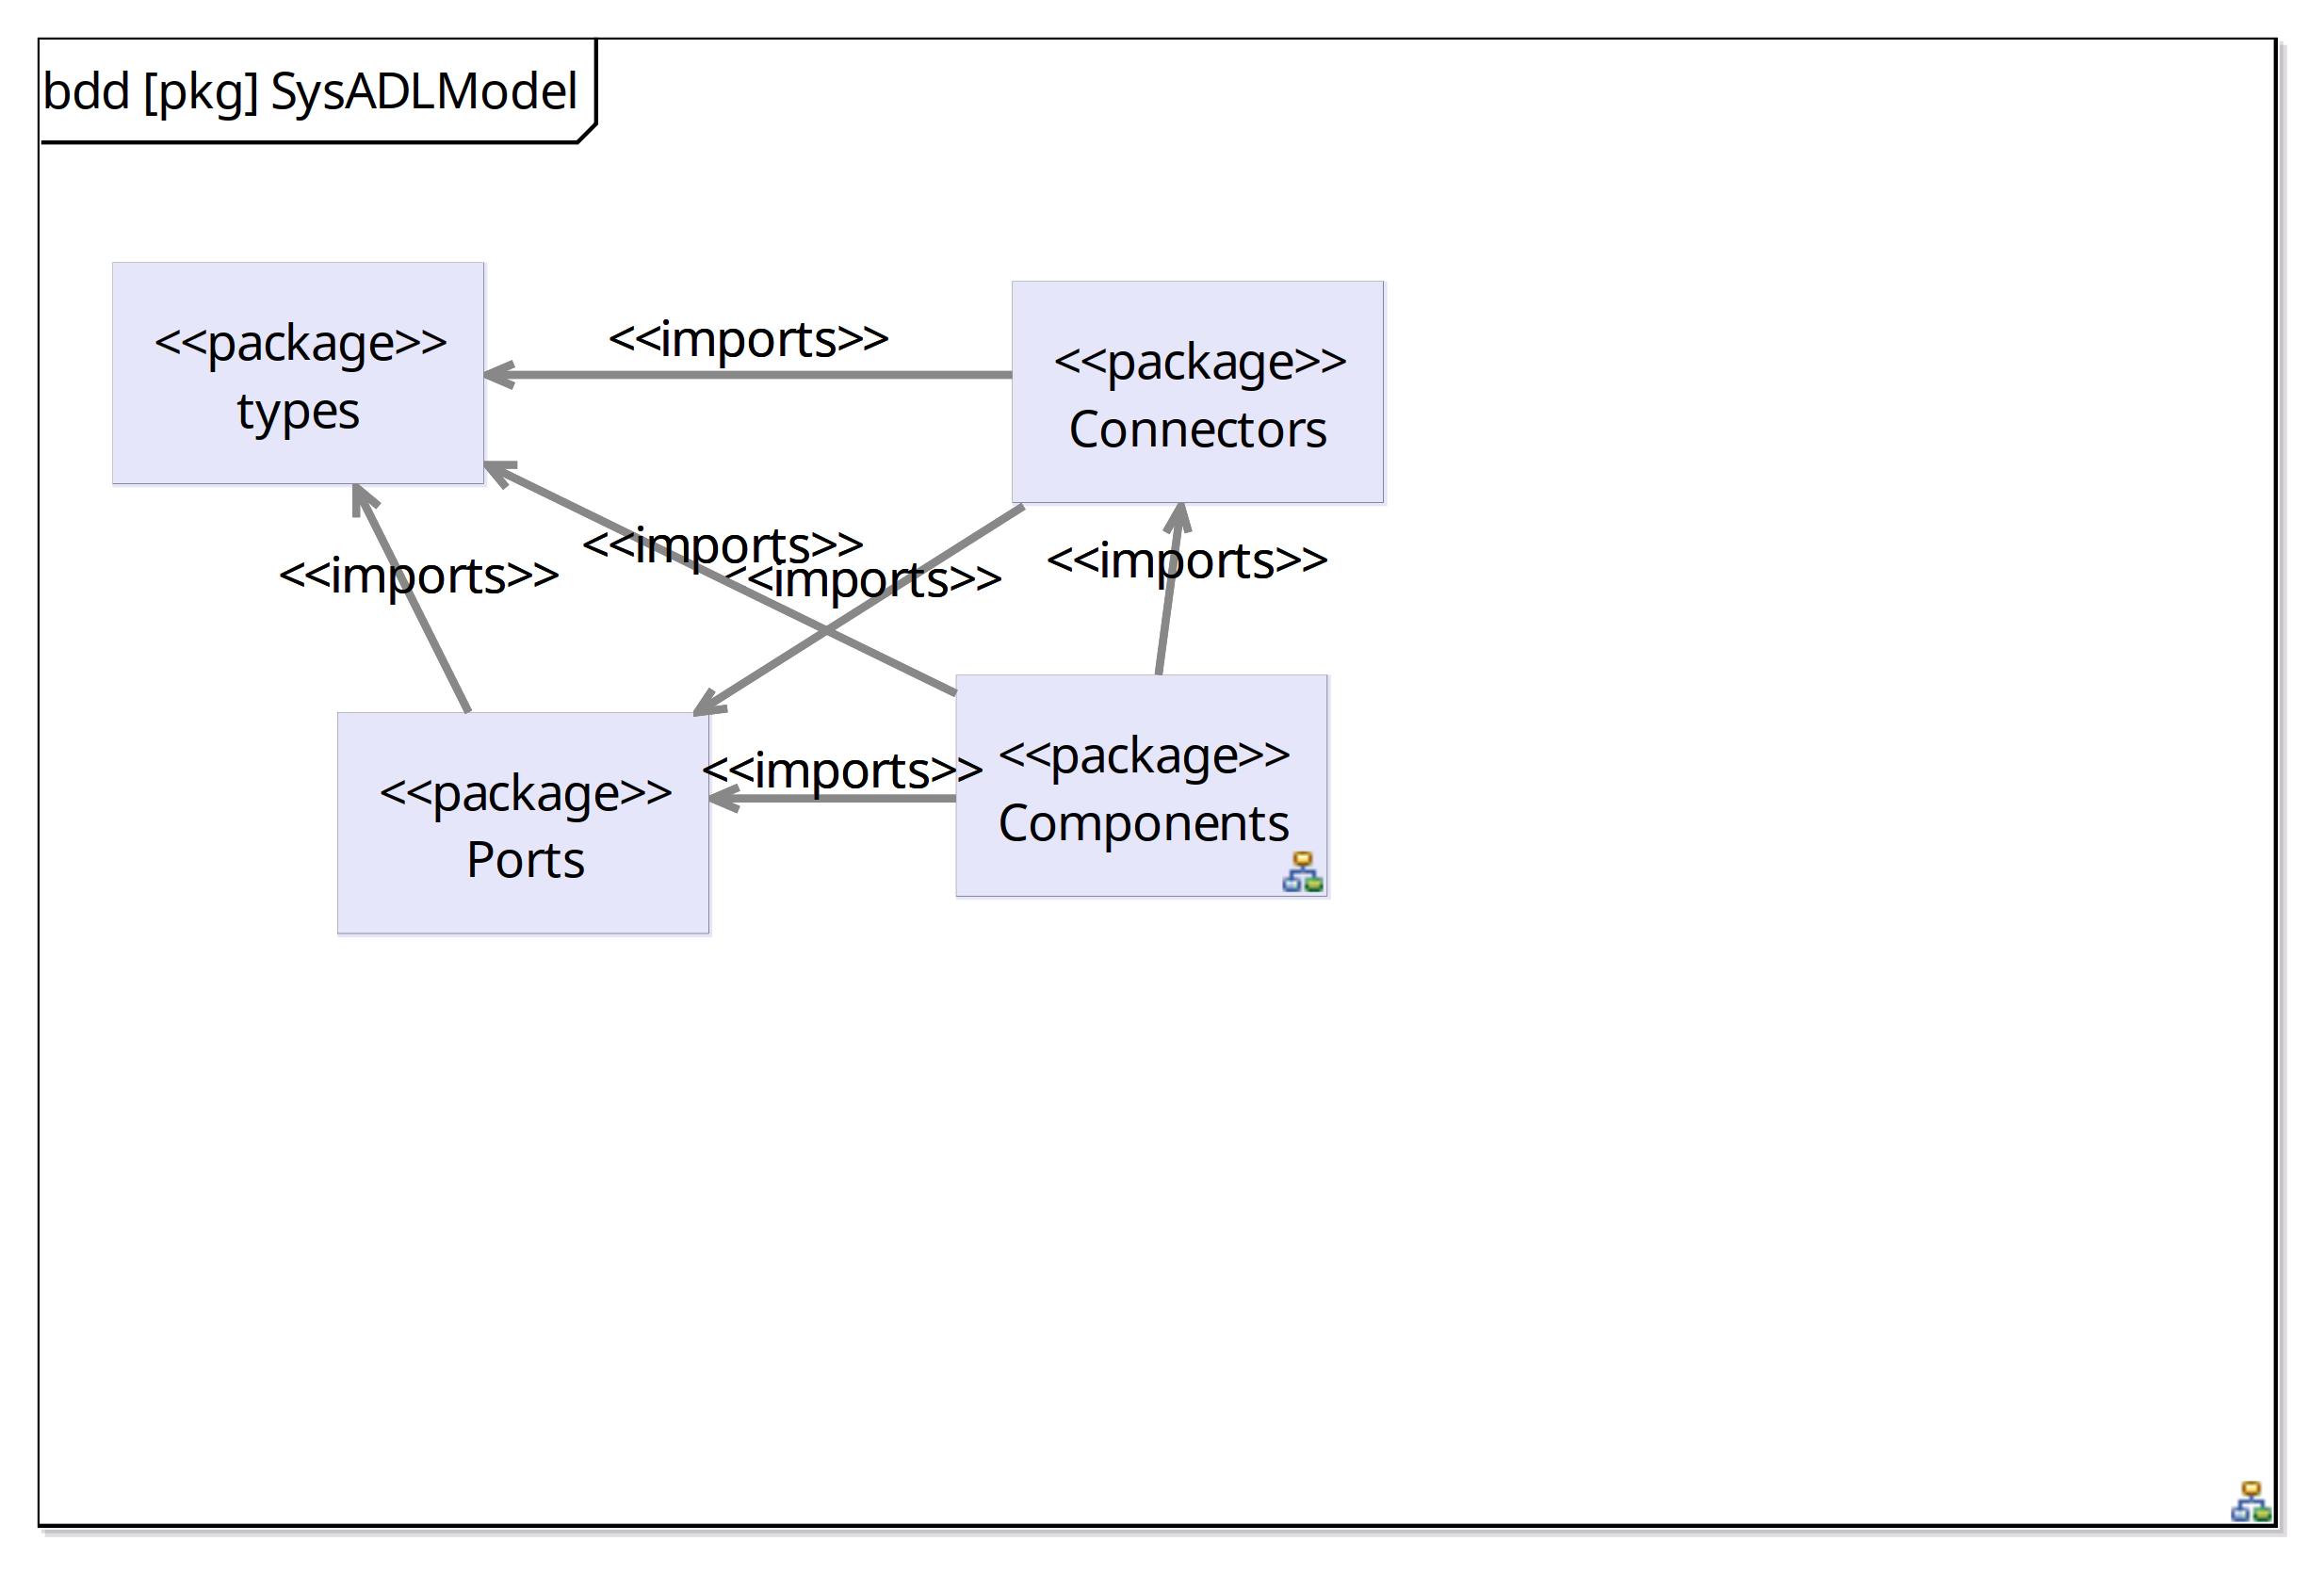 bdd [pkg] SysADLModel
<<package>>
types
<<imports>>
<<package>>
Connectors
<<imports>>
<<imports>>
<<imports>>
<<imports>>
<<package>>
Ports
<<imports>>
<<package>>
Components